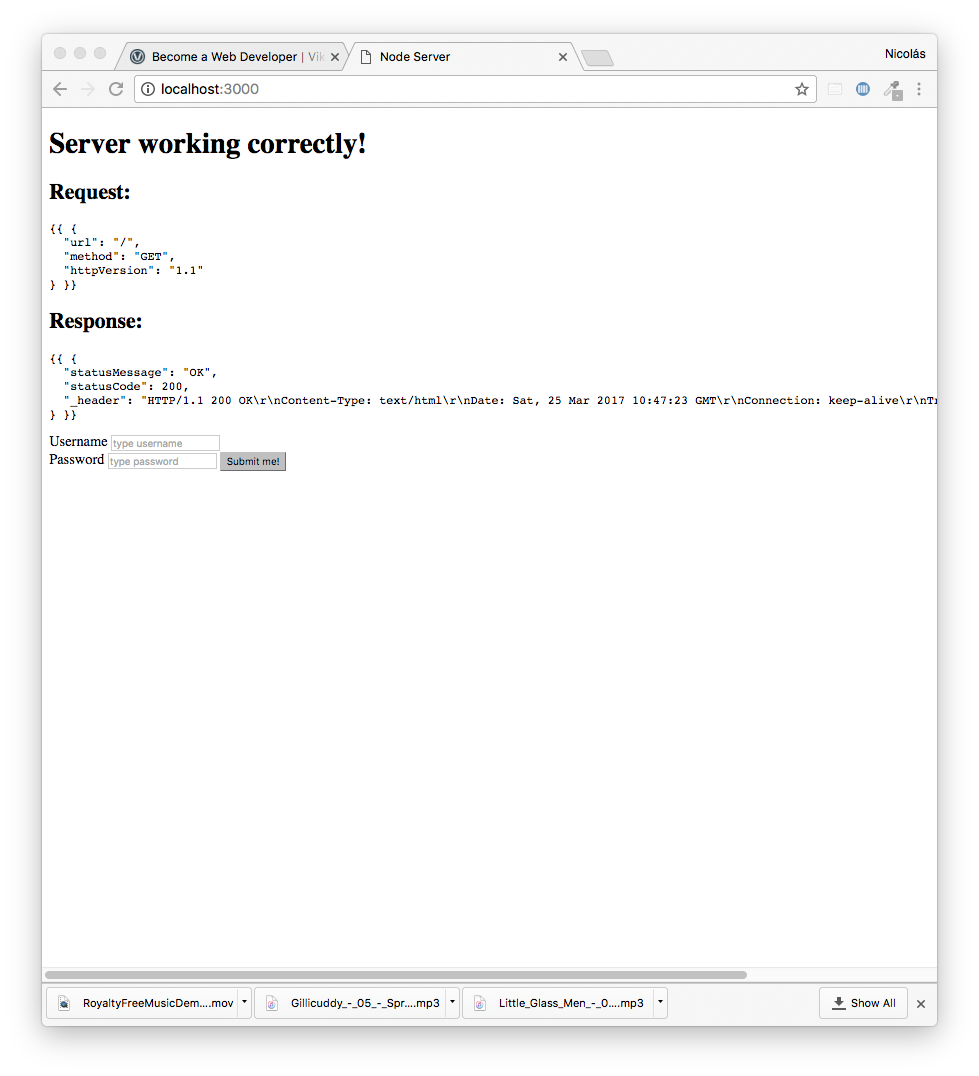 Become a Web Developer | Vik
Node Server
Nicolás
localhost:3000
Server working correctly!
Request:
{{ {
  "url": "/",
  "method": "GET",
  "httpVersion": "1.1"
} }}
Response:
{{ {
  "statusMessage": "OK",
  "statusCode": 200,
  "_header": "HTTP/1.1 200 OK\r\nContent-Type: text/html\r\nDate: Sat, 25 Mar 2017 10:47:23 GMT\r\nConnection: keep-alive\r\nTr
} }}
Username type username
Password type password Submit me!
RoyaltyFreeMusicDem....mov Gillicuddy_-_05_-_Spr....mp3 Little_Glass_Men_-_0....mp3 Show All